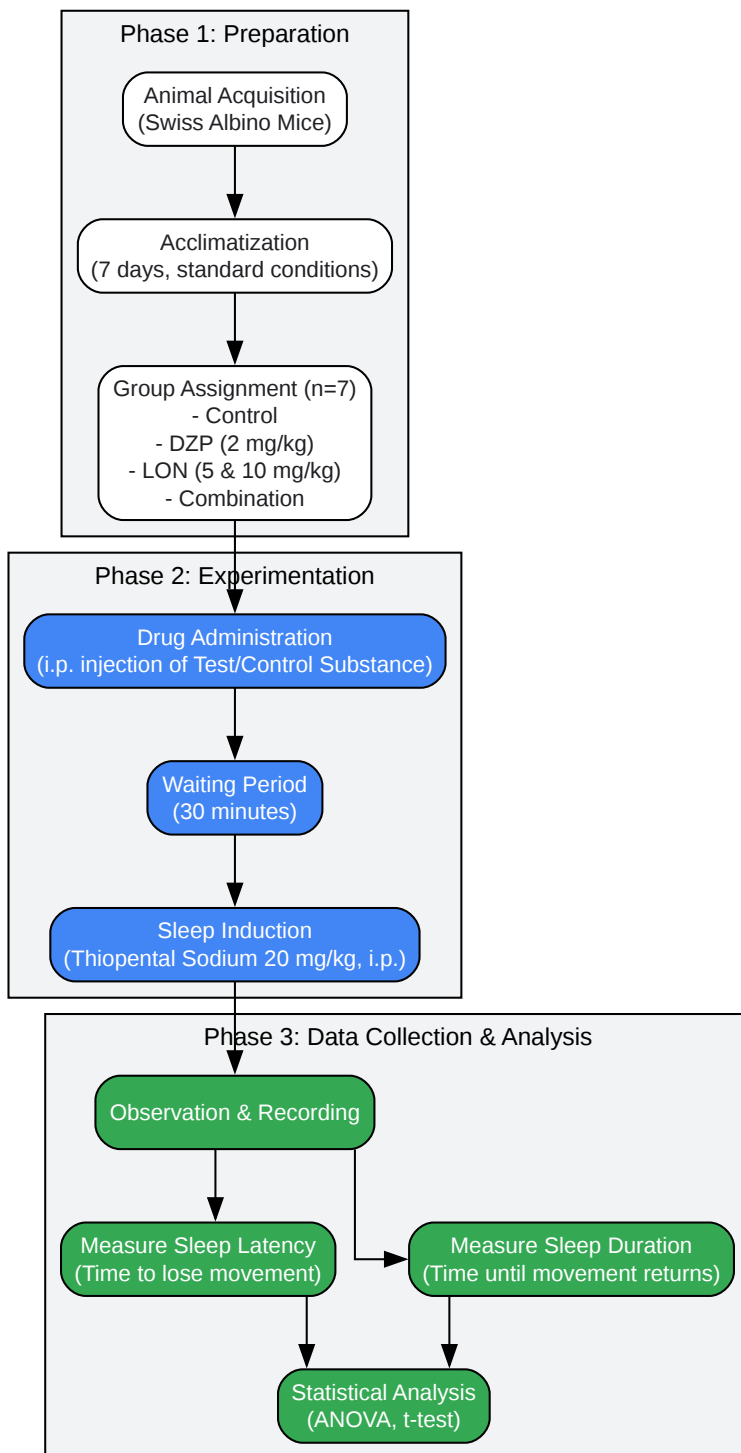 Phase 1: Preparation
Animal Acquisition
(Swiss Albino Mice)
Acclimatization
(7 days, standard conditions)
Group Assignment (n=7)
- Control
- DZP (2 mg/kg)
- LON (5 & 10 mg/kg)
- Combination
Phase 2: Experimentation
Drug Administration
(i.p. injection of Test/Control Substance)
Waiting Period
(30 minutes)
Sleep Induction
(Thiopental Sodium 20 mg/kg, i.p.)
Phase 3: Data Collection & Analysis
Observation & Recording
Measure Sleep Latency
(Time to lose movement)
Measure Sleep Duration
(Time until movement returns)
Statistical Analysis
(ANOVA, t-test)